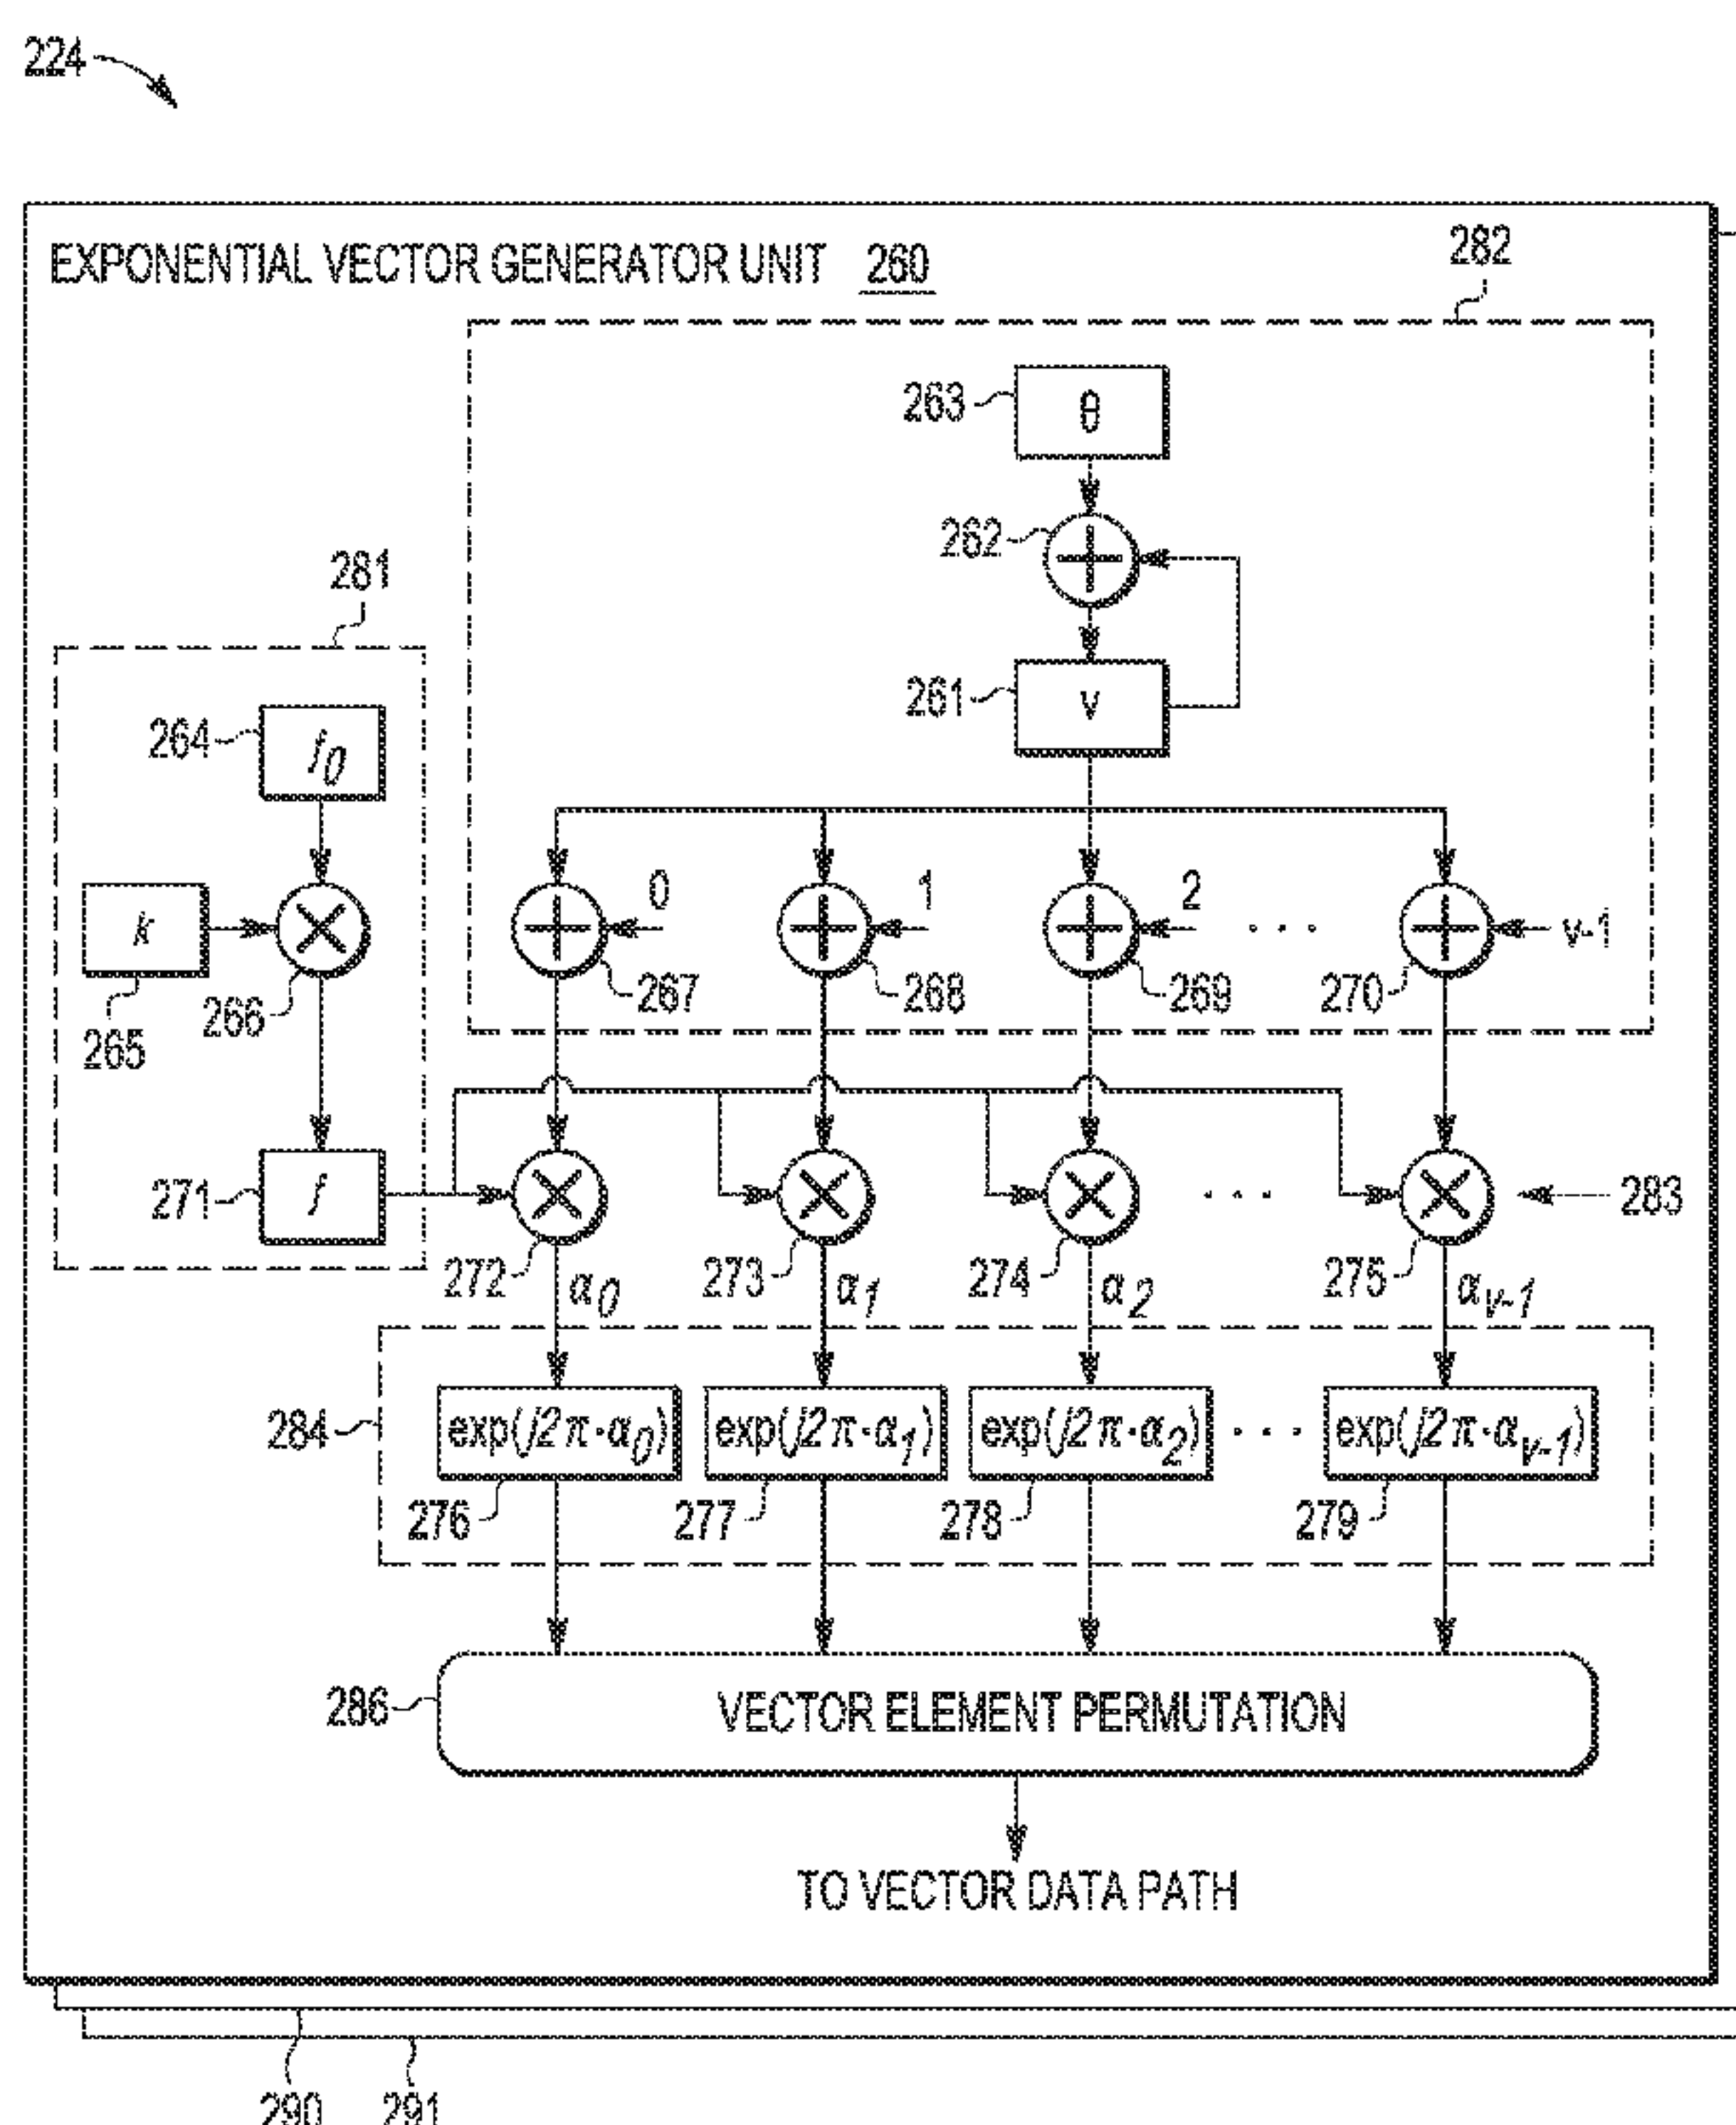 224
EXPONENTIAL VECTOR GENERATOR UNIT 260
282
263
θ
262
281
261
v
264
f0
0
1
2
k
. . .
v-1
267
268
269
270
266
265
271
f
. . .
283
272
α0
273
α1
274
α2
275
αv-1
284
exp(j2π·α0)
exp(j2π·α1)
exp(j2π·α2)
. . .
exp(j2π·αv-1)
276
277
278
279
286
VECTOR ELEMENT PERMUTATION
TO VECTOR DATA PATH
290
291